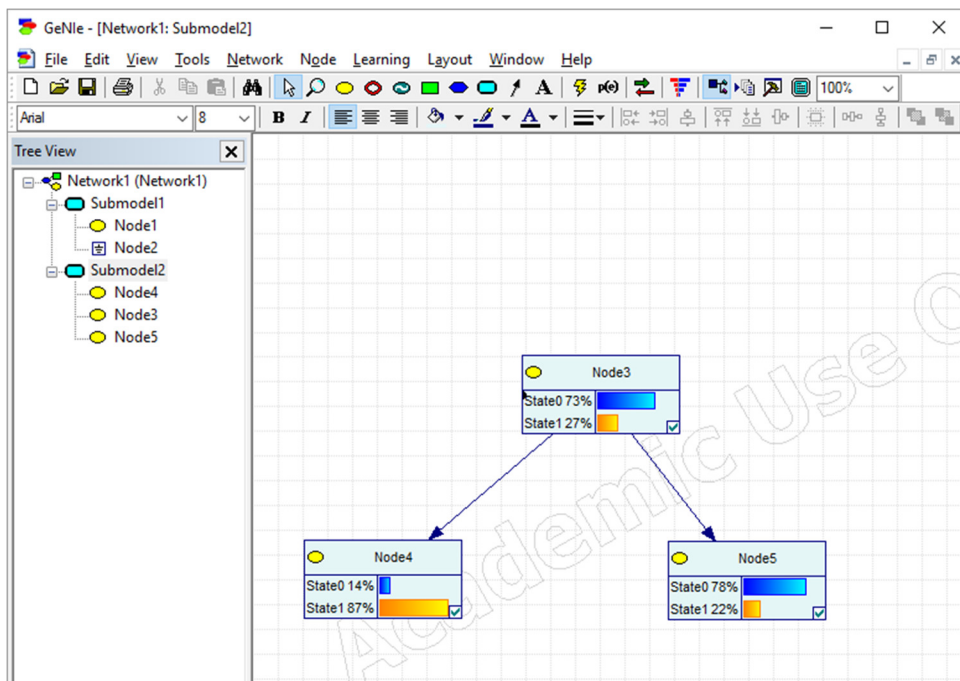 GeNIe - [Network1: Submodel2]
File Edit View Tools Network Node Learning Layout Window Help
A p(e) 100%
Arial 8 B I A
Tree View
Network1 (Network1)
Submodel1
Node1
Node2
Submodel2
Node4
Node3
Node5
Node3
State0 73%
State1 27%
Node4
State0 14%
State1 87%
Node5
State0 78%
State1 22%
Academic Use O